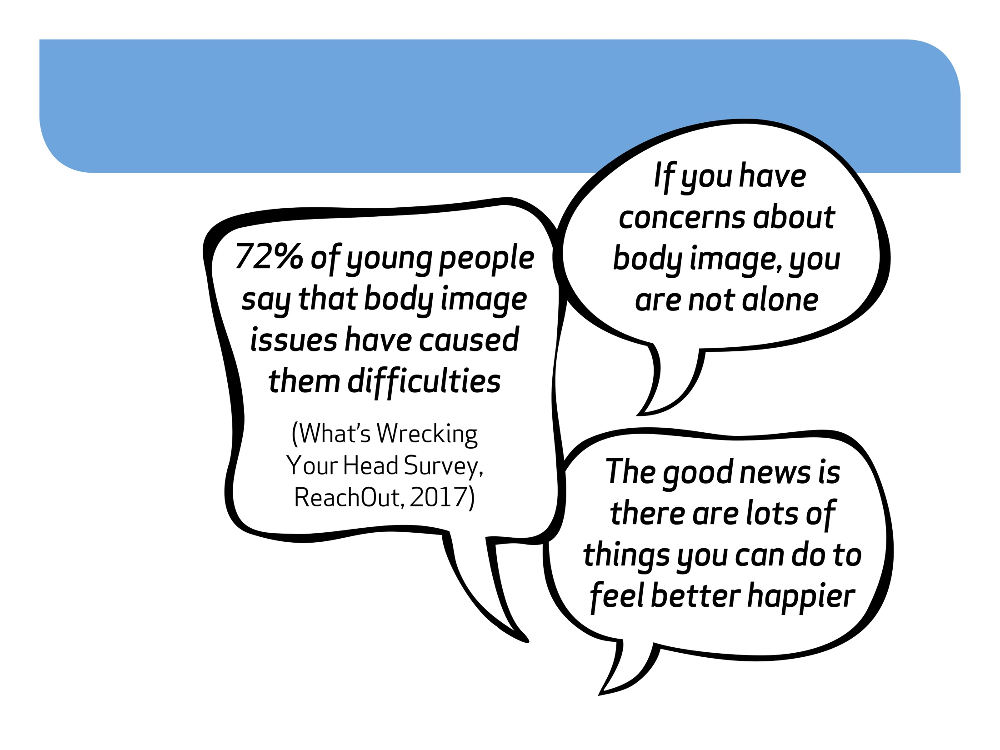 If you have
concerns about
body image, you
are not alone
72% of young people
say that body image
issues have caused
them difficulties
(What’s Wrecking
Your Head Survey,
ReachOut, 2017)
The good news is
there are lots of
things you can do to
feel better happier